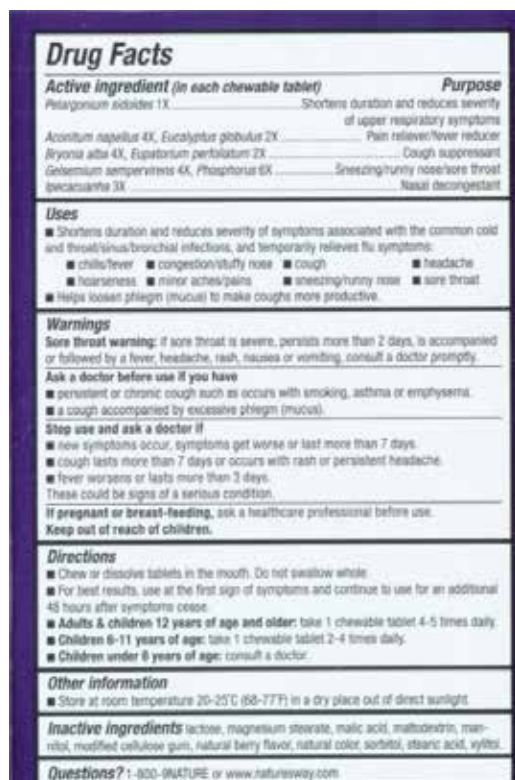 Drug Facts
Active ingredient (in each chewable tablet) Purpose
Pelargonium sidoides 1X Shortens duration and reduces severity
of upper respiratory symptoms
Aconitum napellus 4X, Eucalyptus globulus 2X Pain reliever/fever reducer
Bryonia alba 4X, Eupatorium perfoliatum 2X Cough suppressant
Gelsemium sempervirens 4X, Phosphorus 6X Sneezing/runny nose/sore throat
Ipecacuanha 3X Nasal decongestant
Uses
■ Shortens duration and reduces severity of symptoms associated with the common cold
and throat/sinus/bronchial infections, and temporarily relieves flu symptoms:
■ chills/fever ■ congestion/stuffy nose ■ cough ■ headache
■ hoarseness ■ minor aches/pains ■ sneezing/runny nose ■ sore throat
■ Helps loosen phlegm (mucus) to make coughs more productive.
Warnings
Sore throat warning: if sore throat is severe, persists more than 2 days, is accompanied
or followed by a fever, headache, rash, nausea or vomiting, consult a doctor promptly.
Ask a doctor before use if you have
■ persistent or chronic cough such as occurs with smoking, asthma or emphysema.
■ a cough accompanied by excessive phlegm (mucus).
Stop use and ask a doctor if
■ new symptoms occur, symptoms get worse or last more than 7 days.
■ cough lasts more than 7 days or occurs with rash or persistent headache.
■ fever worsens or lasts more than 3 days.
These could be signs of a serious condition.
If pregnant or breast-feeding, ask a healthcare professional before use.
Keep out of reach of children.
Directions
■ Chew or dissolve tablets in the mouth. Do not swallow whole.
■ For best results, use at the first sign of symptoms and continue to use for an additional
48 hours after symptoms cease.
■ Adults & children 12 years of age and older: take 1 chewable tablet 4-5 times daily.
■ Children 6-11 years of age: take 1 chewable tablet 2-4 times daily.
■ Children under 6 years of age: consult a doctor.
Other information
■ Store at room temperature 20-25˚C (68-77˚F) in a dry place out of direct sunlight.
Inactive ingredients lactose, magnesium stearate, malic acid, maltodextrin, man-
nitol, modified cellulose gum, natural berry flavor, natural color, sorbitol, stearic acid, xylitol.
Questions? 1-800-9NATURE or www.naturesway.com